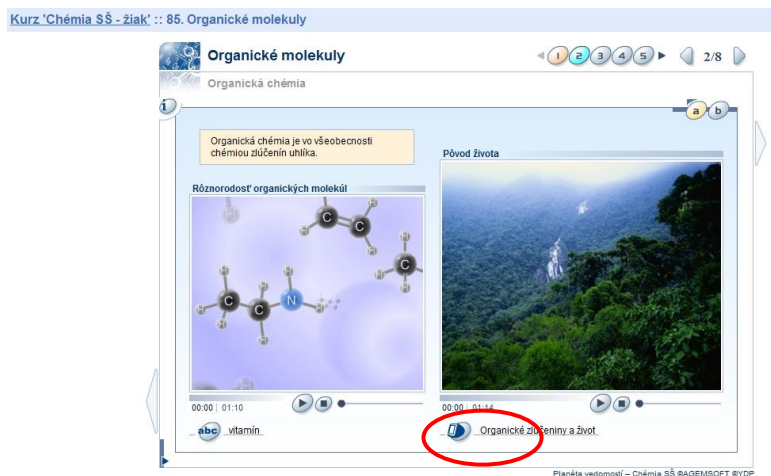 Kurz 'Chémia SŠ - žiak' :: 85. Organické molekuly
Organické molekuly
1 2 3 4 5 2/8
Organická chémia
i
a b
Organická chémia je vo všeobecnosti
chémiou zlúčenín uhlíka.
Pôvod života
Rôznorodosť organických molekúl
H
H
C
H
C
H
H
H
H
H
C
H
H
C
C
N
H
H
H
H
00:00 | 01:10
00:00 | 01:14
abc vitamín
Organické zlúčeniny a život
Planéta vedomostí – Chémia SŠ @AGEMSOFT @YDP